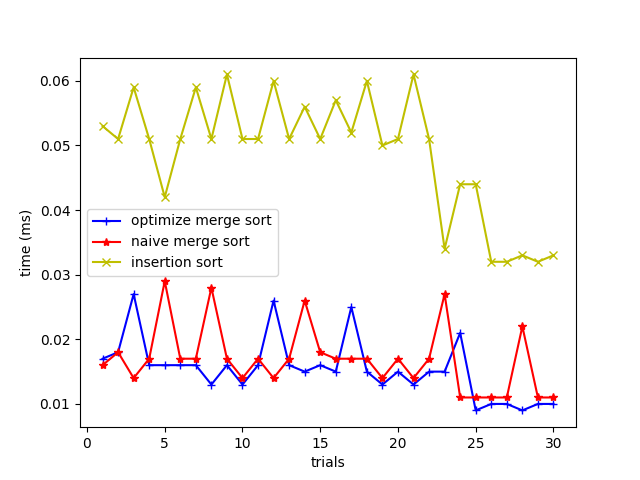 0.06
0.05
0.04
0.03
0.02
0.01
time (ms)
optimize merge sort
naive merge sort
insertion sort
0 5 10 15 20 25 30
trials